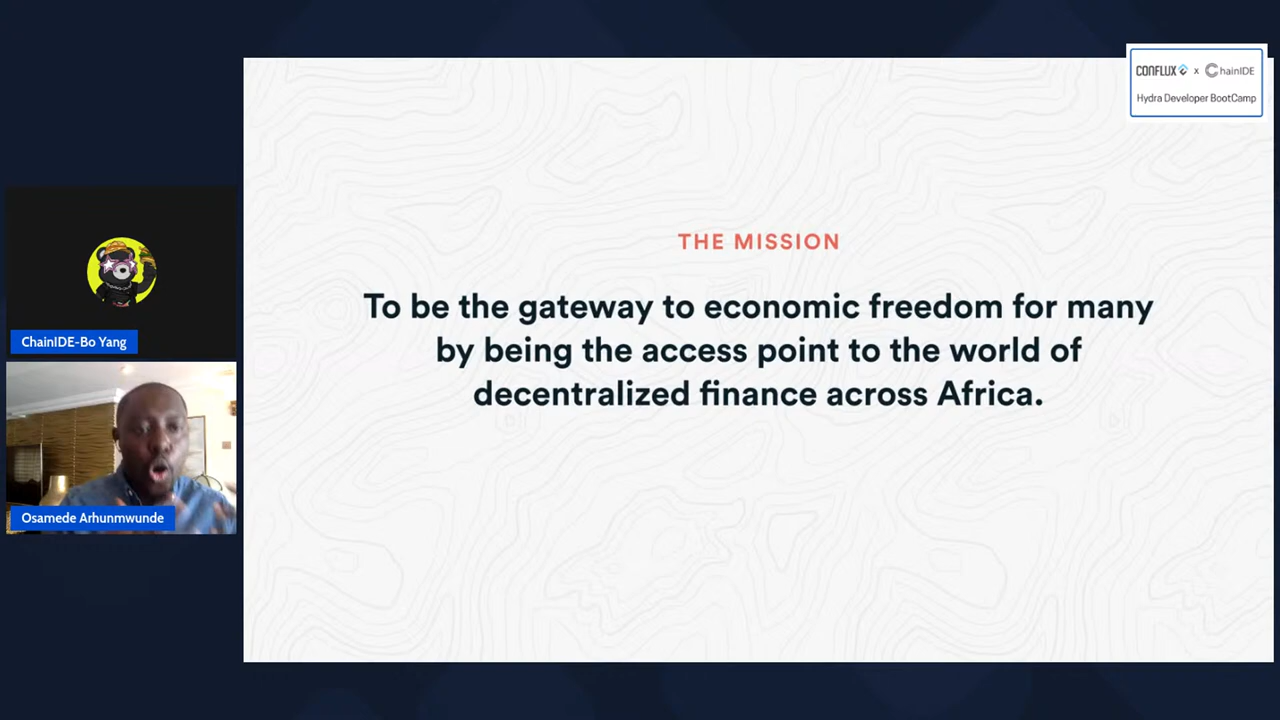 CONFLUX x ChainIDE
Hydra Developer BootCamp
THE MISSION
To be the gateway to economic freedom for many
by being the access point to the world of
decentralized finance across Africa.
ChainIDE-Bo Yang
Osamede Arhunmwunde